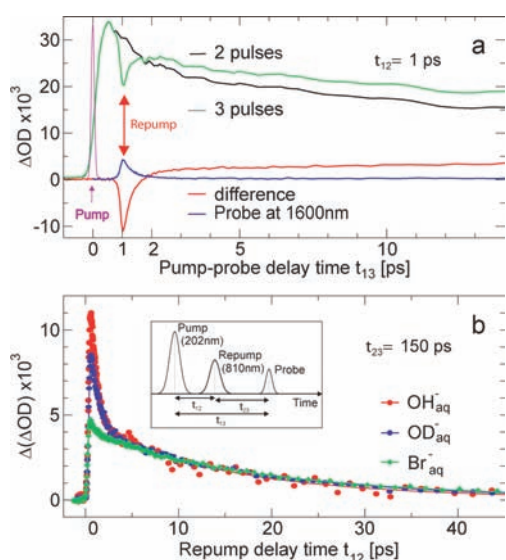 a
2 pulses
t12= 1 ps
3 pulses
Repump
difference
Probe at 1600nm
Pump
ΔOD x10³
30
20
10
0
-10
0 1 2 5 10
Pump-probe delay time t13 [ps]
b
Pump
(202nm)
Repump
(810nm)
Probe
Time
t12
t23
t13
t23= 150 ps
OH⁻aq
OD⁻aq
Br⁻aq
Δ(ΔOD) x10³
10
5
0
0 10 20 30 40
Repump delay time t12 [ps]